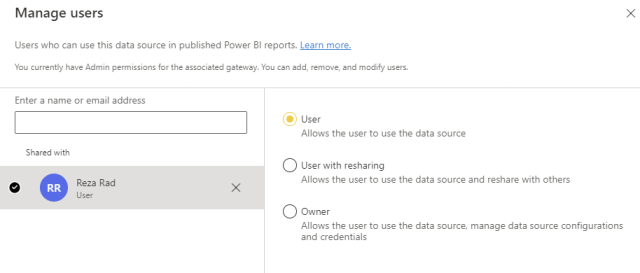 Manage users
Users who can use this data source in published Power BI reports. Learn more.
You currently have Admin permissions for the associated gateway. You can add, remove, and modify users.
Enter a name or email address
Shared with
RR
Reza Rad
User
User
Allows the user to use the data source
User with resharing
Allows the user to use the data source and reshare with others
Owner
Allows the user to use the data source, manage data source configurations
and credentials